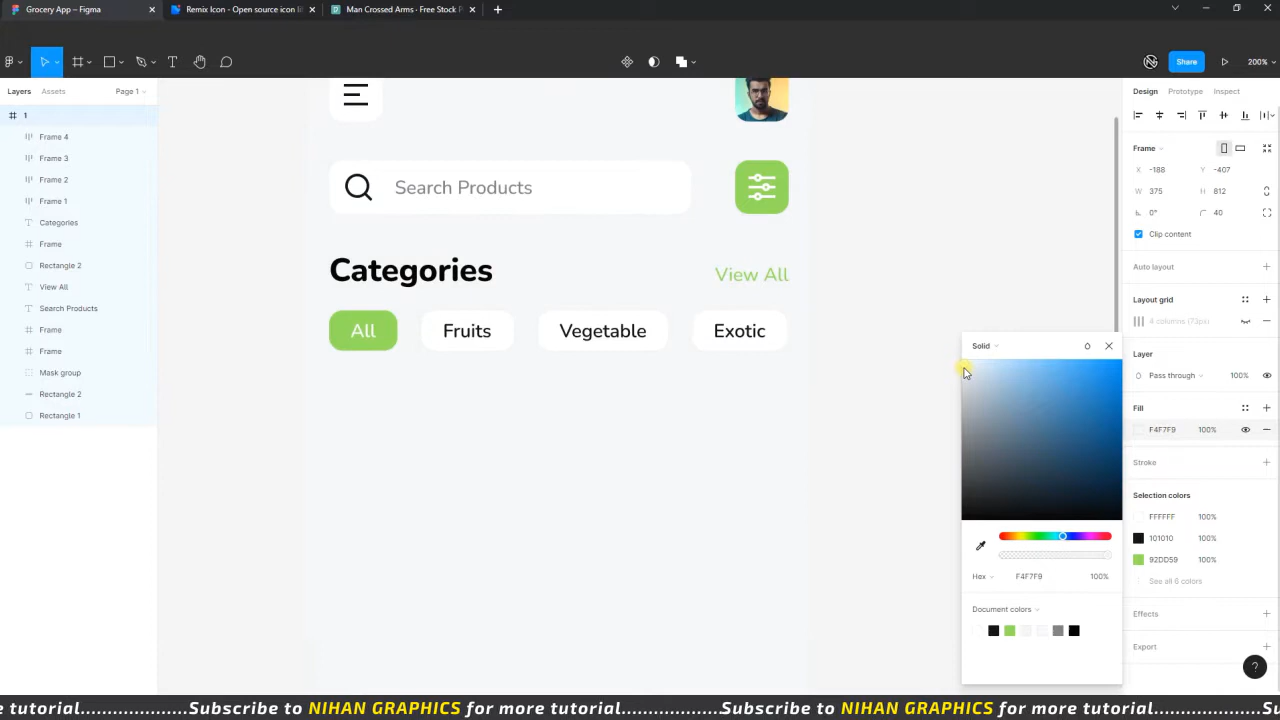 Grocery App – Figma
Remix Icon - Open source icon li
Man Crossed Arms · Free Stock P
Share
200%
Layers
Assets
Page 1
1
Frame 4
Frame 3
Frame 2
Frame 1
Categories
Frame
Rectangle 2
View All
Search Products
Frame
Frame
Mask group
Rectangle 2
Rectangle 1
Search Products
Categories
View All
All
Fruits
Vegetable
Exotic
Solid
Hex
F4F7F9
100%
Document colors
Design
Prototype
Inspect
Frame
X
-188
Y
-407
W
375
H
812
0°
40
Clip content
Auto layout
Layout grid
4 columns (73px)
Layer
Pass through
100%
Fill
F4F7F9
100%
Stroke
Selection colors
FFFFFF
100%
101010
100%
92DD59
100%
See all 6 colors
Effects
Export
?
e tutorial..................Subscribe to NIHAN GRAPHICS for more tutorial..................Subscribe to NIHAN GRAPHICS for more tutorial..................Su